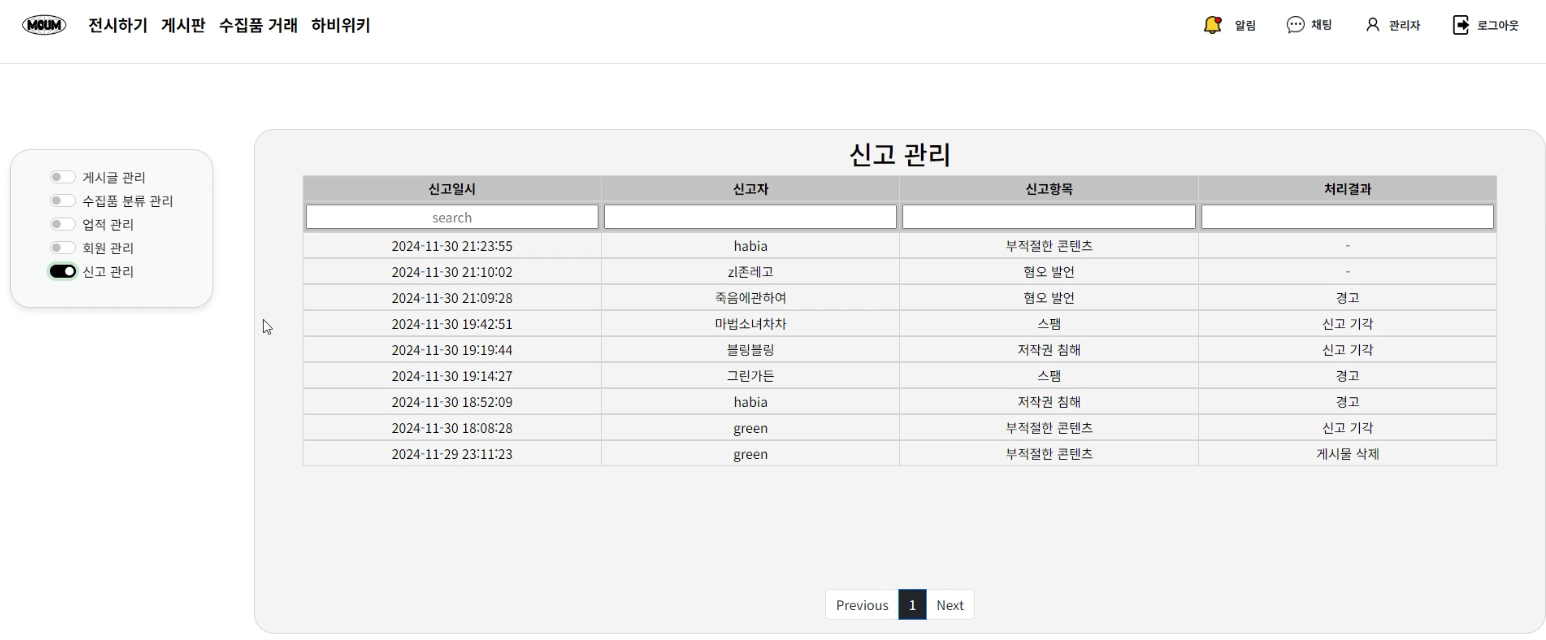 MOUM 전시하기 게시판 수집품 거래 하비위키 알림 채팅 관리자 로그아웃
게시글 관리
수집품 분류 관리
업적 관리
회원 관리
신고 관리
신고 관리
신고일시 신고자 신고항목 처리결과
search
2024-11-30 21:23:55 habia 부적절한 콘텐츠 -
2024-11-30 21:10:02 zl존레고 혐오 발언 -
2024-11-30 21:09:28 죽음에관하여 혐오 발언 경고
2024-11-30 19:42:51 마법소녀차차 스팸 신고 기각
2024-11-30 19:19:44 블링블링 저작권 침해 신고 기각
2024-11-30 19:14:27 그린가든 스팸 경고
2024-11-30 18:52:09 habia 저작권 침해 경고
2024-11-30 18:08:28 green 부적절한 콘텐츠 신고 기각
2024-11-29 23:11:23 green 부적절한 콘텐츠 게시물 삭제
Previous 1 Next